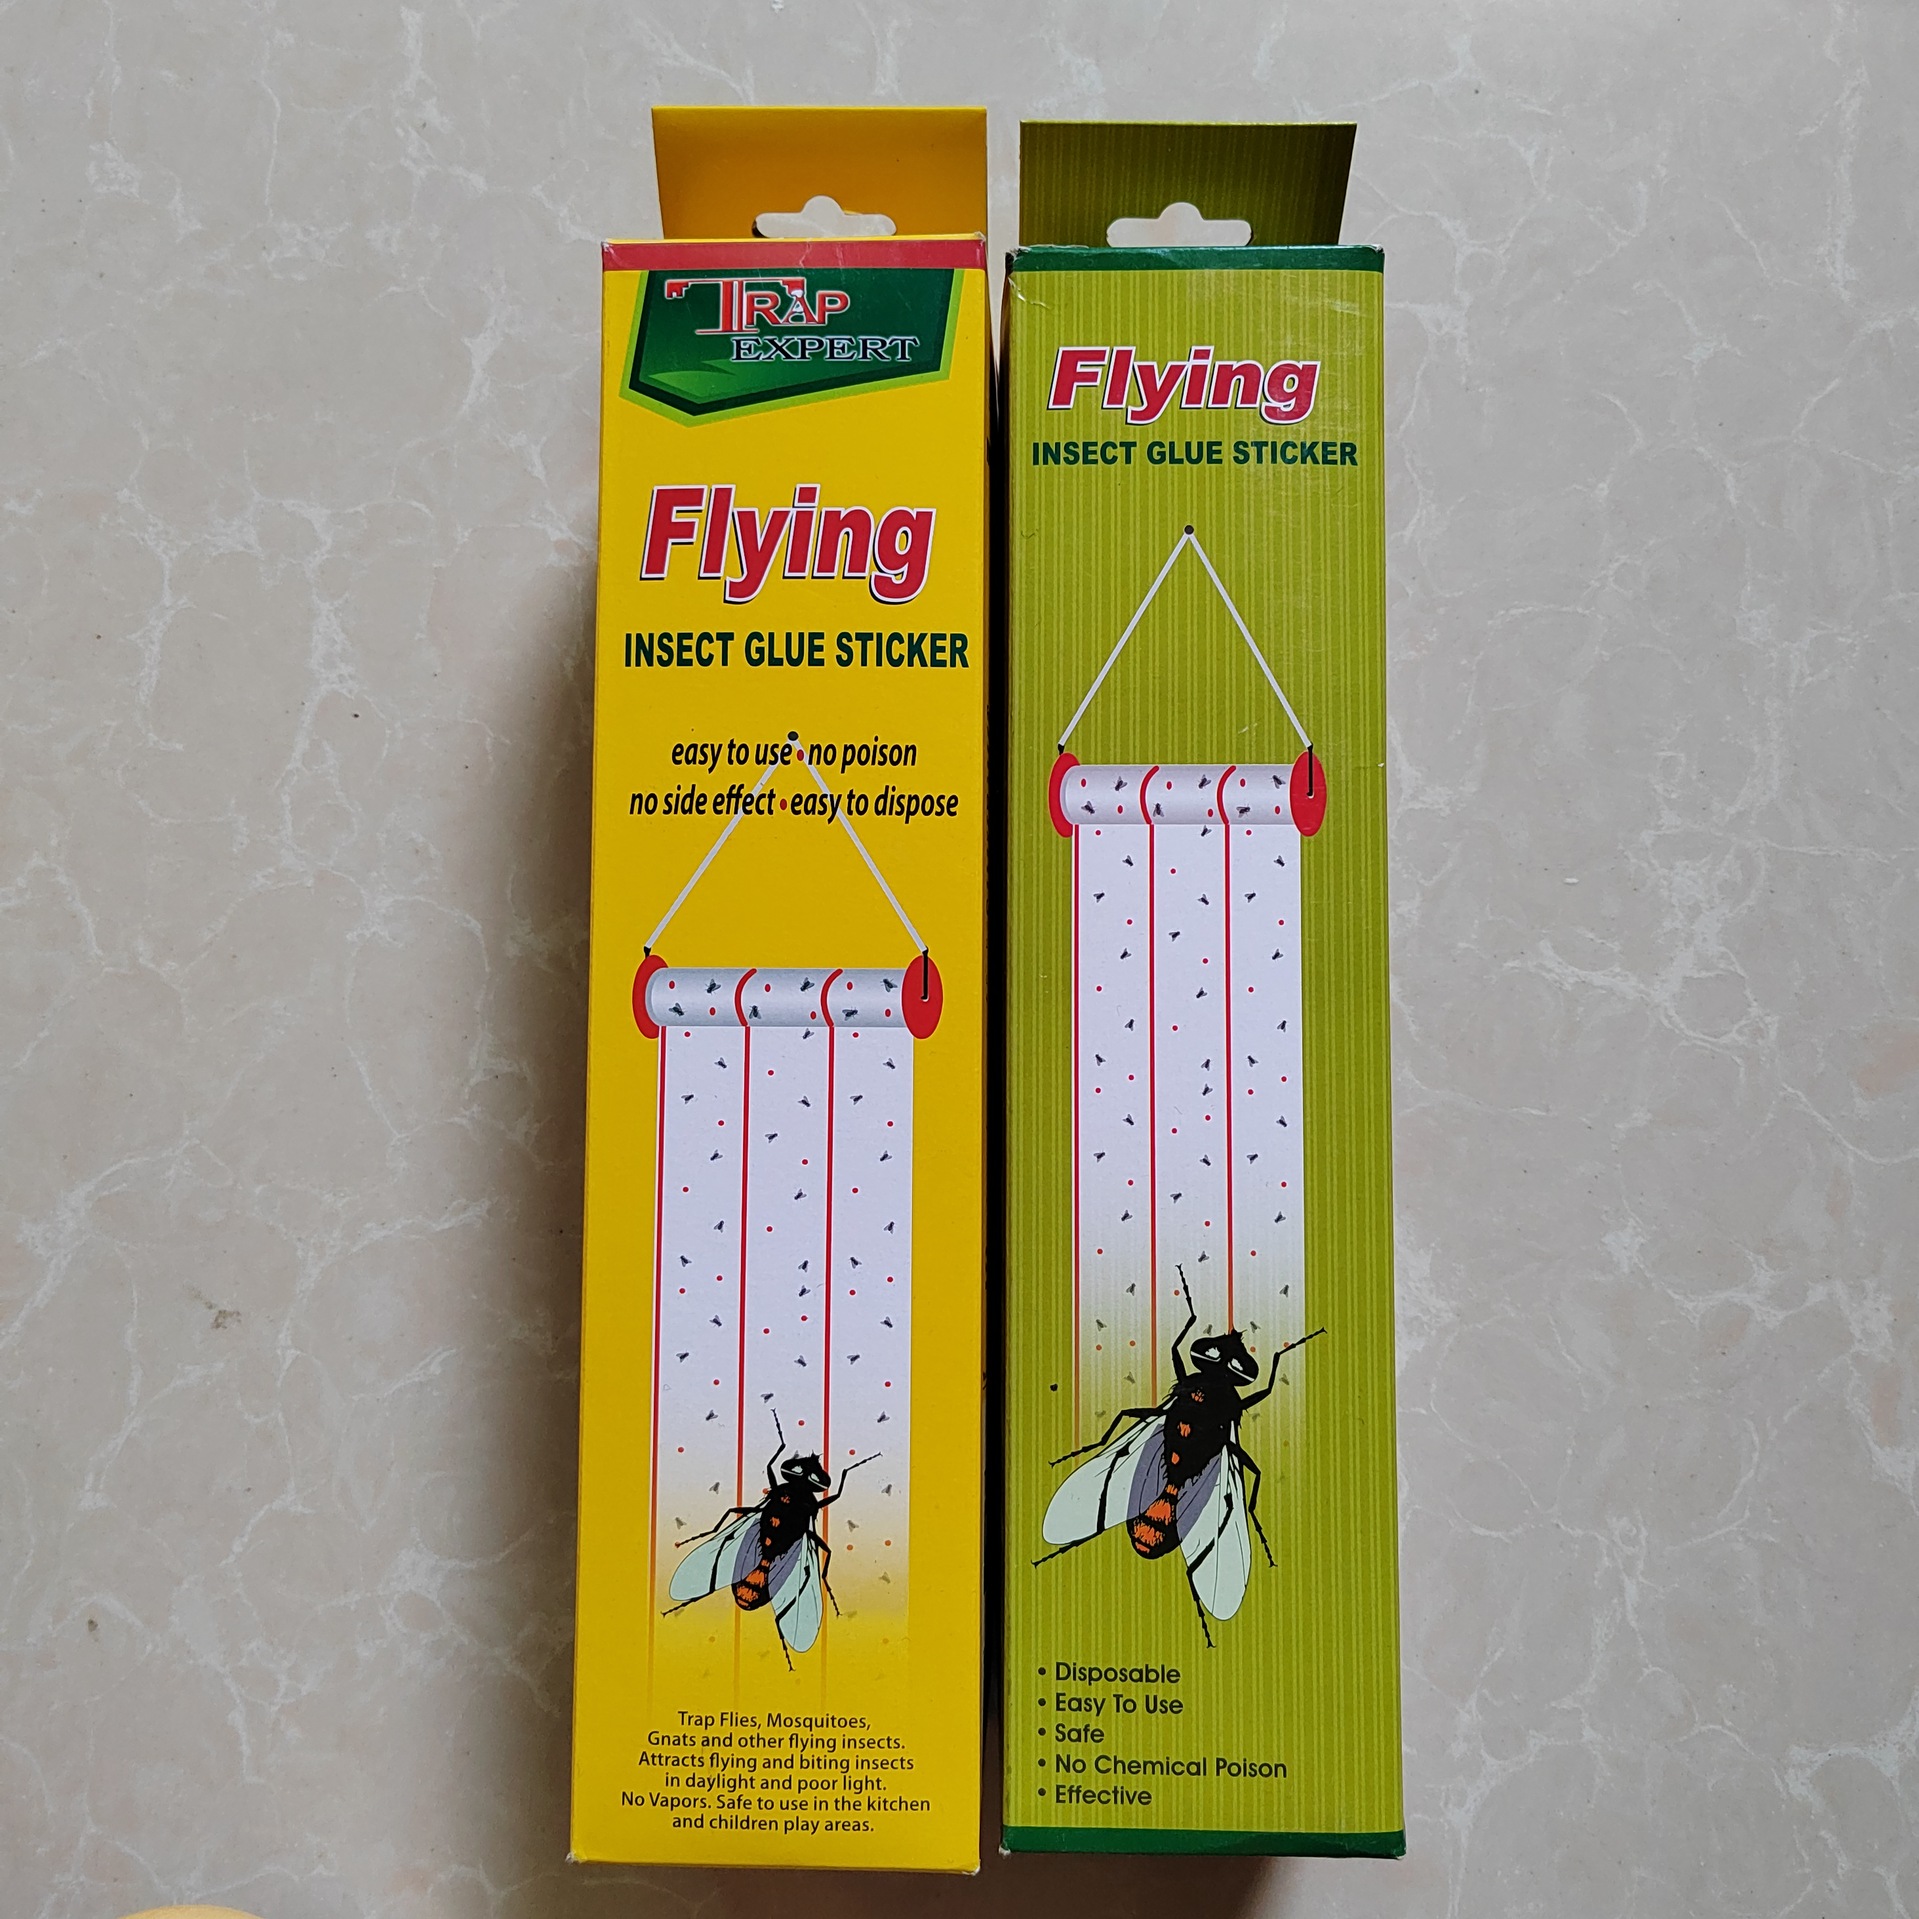 TRAP
EXPERT
Flying
INSECT GLUE STICKER
easy to use • no poison
no side effect • easy to dispose
Trap Flies, Mosquitoes,
Gnats and other flying insects.
Attracts flying and biting insects
in daylight and poor light.
No Vapors. Safe to use in the kitchen
and children play areas.
Flying
INSECT GLUE STICKER
• Disposable
• Easy To Use
• Safe
• No Chemical Poison
• Effective